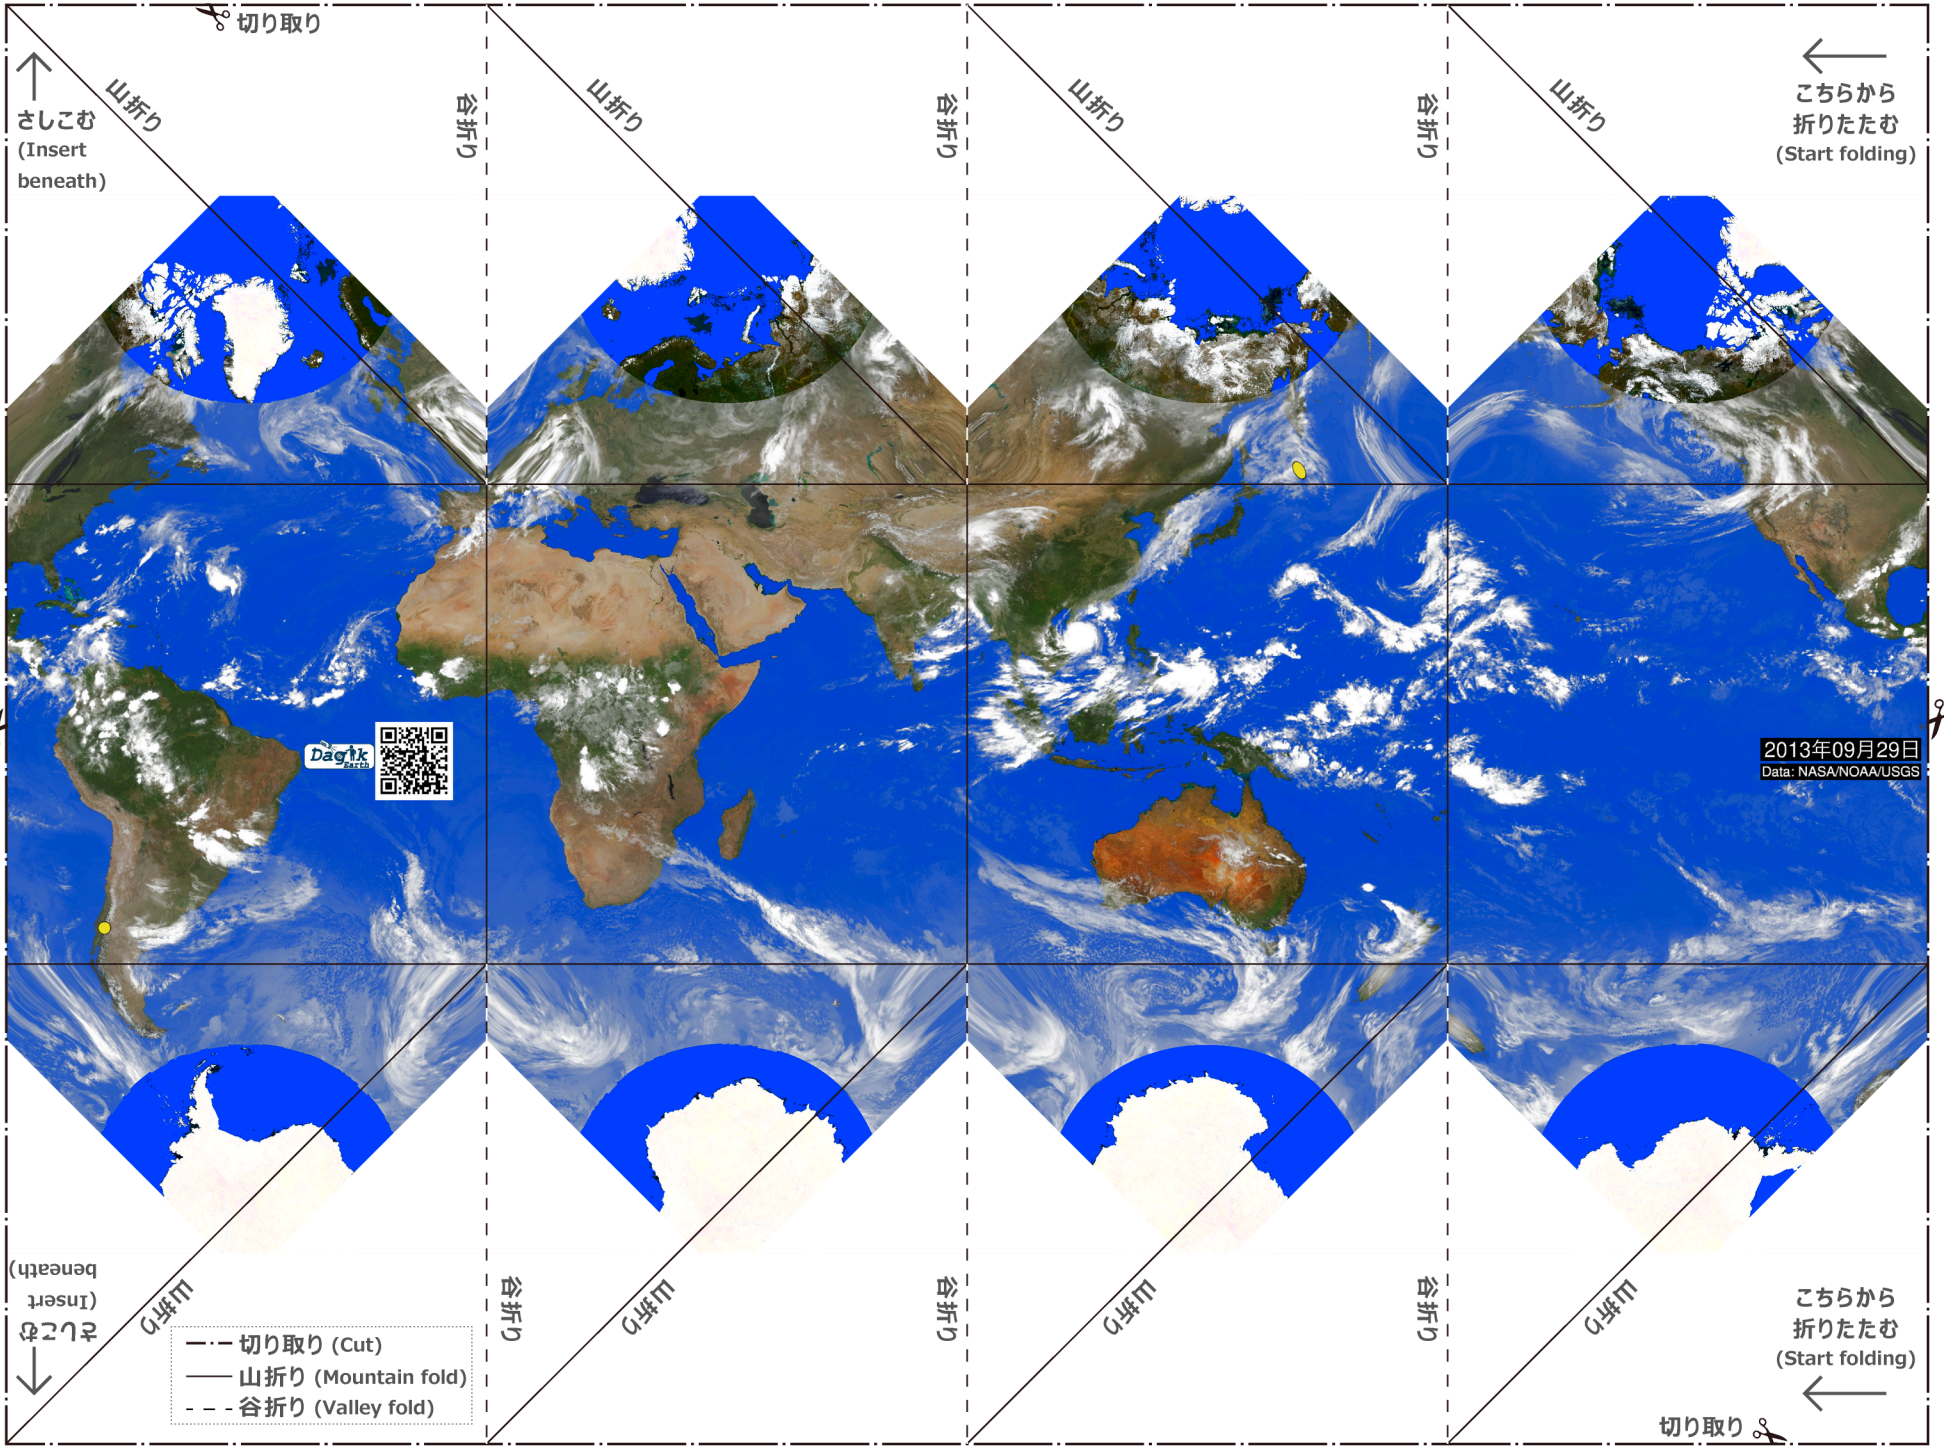 切り取り
山折り
谷折り
山折り
谷折り
山折り
谷折り
山折り
こちらから
折りたたむ
(Start folding)
さしこむ
(Insert
beneath)
Dagik
Earth
2013年09月29日
Data: NASA/NOAA/USGS
さしこむ
(Insert
beneath)
山折り
谷折り
山折り
谷折り
山折り
谷折り
山折り
こちらから
折りたたむ
(Start folding)
切り取り (Cut)
山折り (Mountain fold)
谷折り (Valley fold)
切り取り